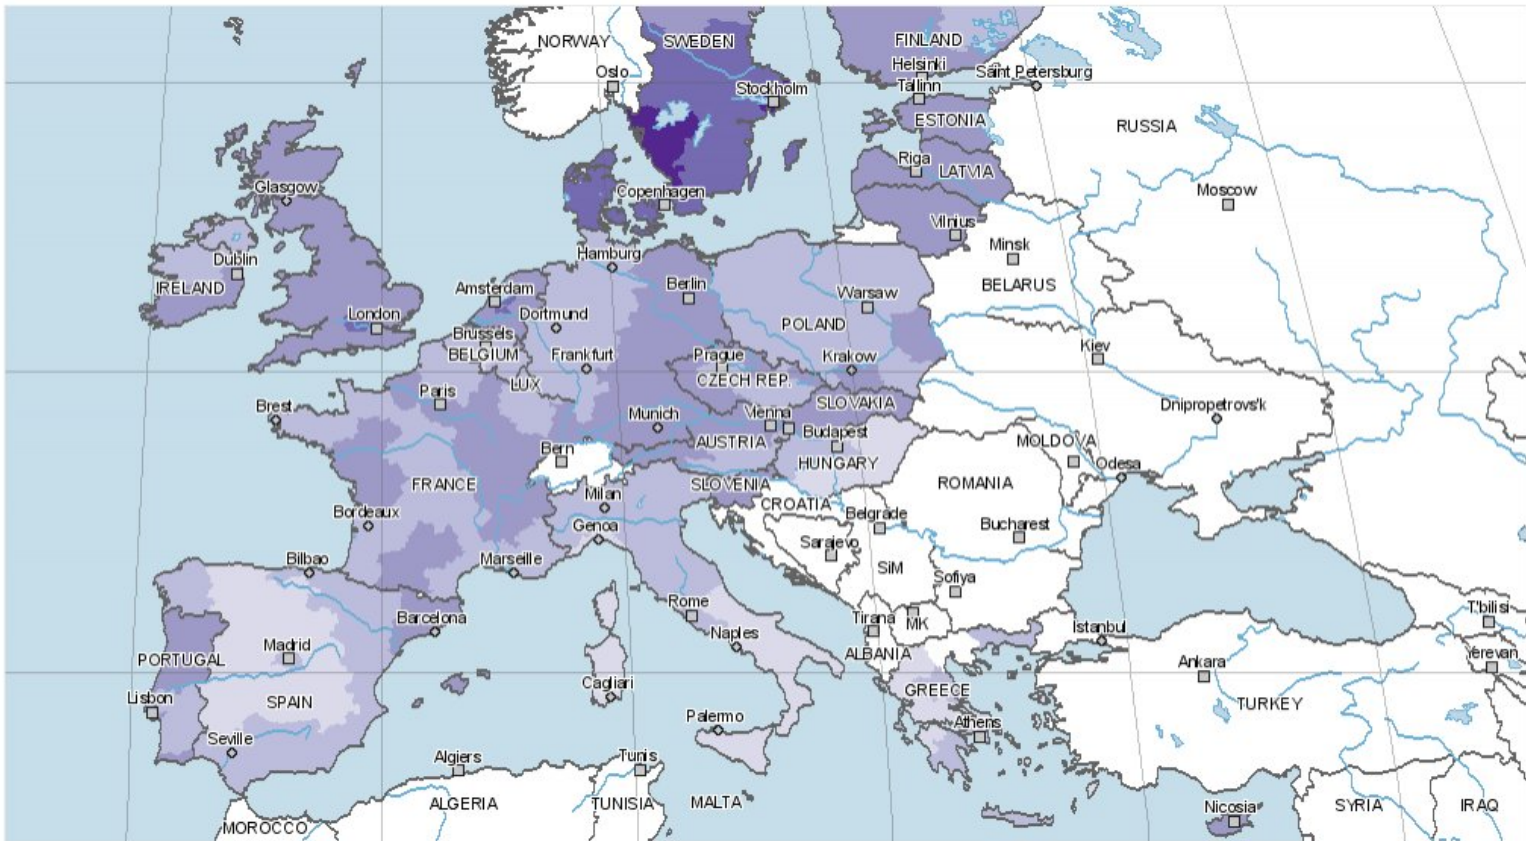 NORWAY
SWEDEN
FINLAND
Helsinki
Oslo
Saint Petersburg
Stockholm
Tallinn
ESTONIA
RUSSIA
Riga
LATVIA
Glasgow
Copenhagen
Moscow
Vilnius
Minsk
Hamburg
Dublin
IRELAND
Amsterdam
Berlin
Warsaw
BELARUS
London
Dortmund
POLAND
Brussels
BELGIUM
Frankfurt
Prague
Krakow
Kiev
LUX
CZECH REP.
Paris
Brest
Munich
Vienna
SLOVAKIA
Dnipropetrovs'k
Budapest
AUSTRIA
Bern
HUNGARY
MOLDOVA
Odesa
FRANCE
SLOVENIA
ROMANIA
Milan
CROATIA
Bordeaux
Genoa
Belgrade
Bucharest
Sarajevo
Bilbao
Marseille
SiM
Sofiya
Rome
T'bilisi
Barcelona
Naples
Tirana
MK
Istanbul
Madrid
PORTUGAL
ALBANIA
Ankara
Yerevan
Cagliari
GREECE
Lisbon
SPAIN
TURKEY
Palermo
Athens
Seville
Algiers
Tunis
ALGERIA
TUNISIA
MALTA
Nicosia
SYRIA
IRAQ
MOROCCO